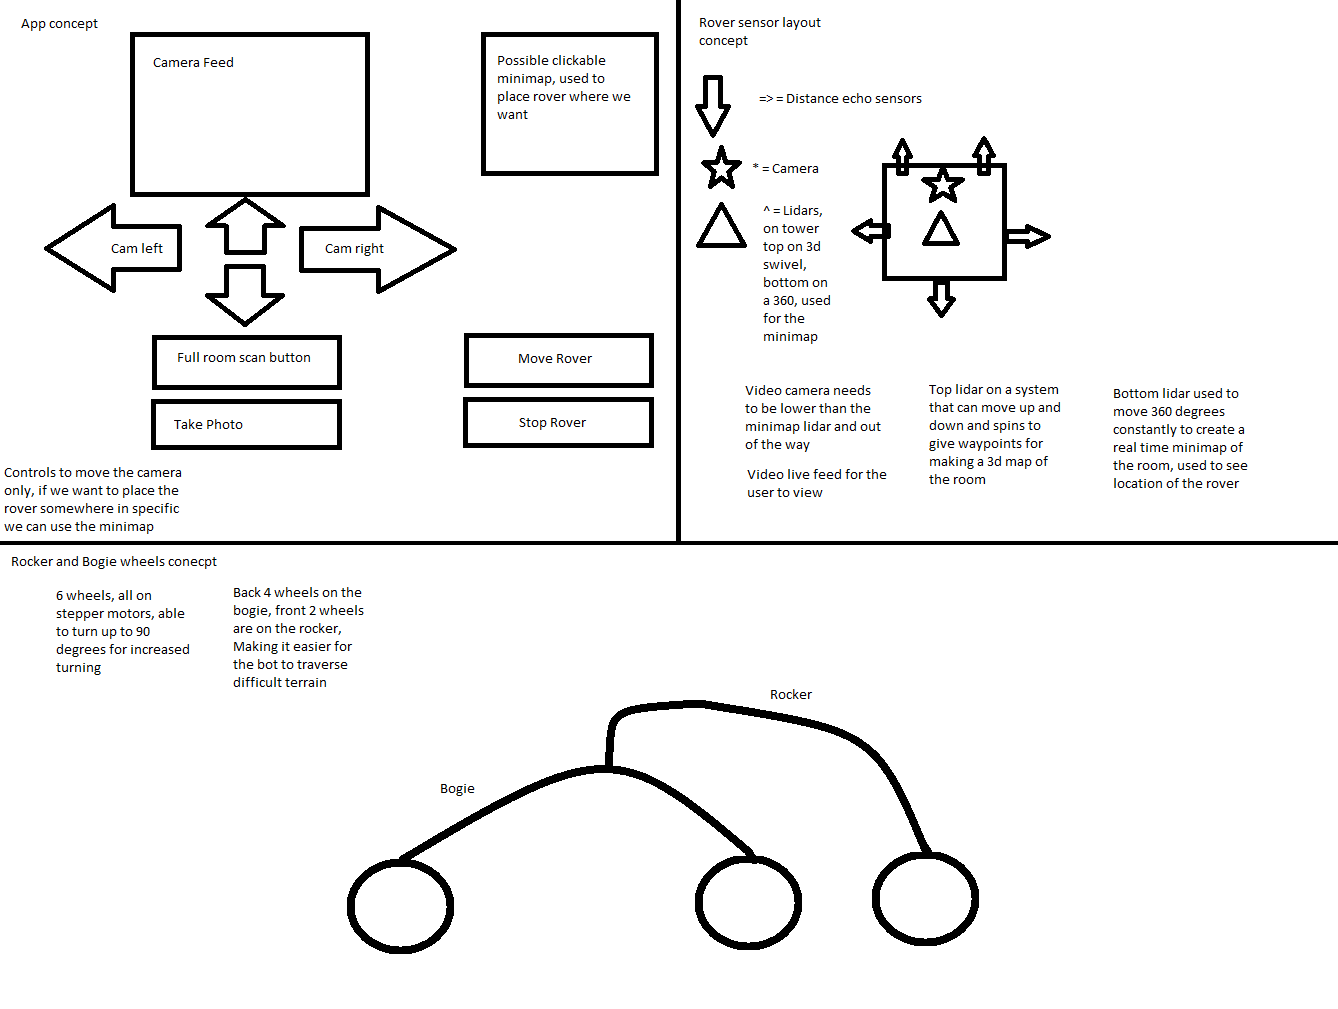 App concept
Camera Feed
Possible clickable
minimap, used to
place rover where we
want
Cam left
Cam right
Full room scan button
Take Photo
Move Rover
Stop Rover
Controls to move the camera
only, if we want to place the
rover somewhere in specific
we can use the minimap
Rover sensor layout
concept
=> = Distance echo sensors
* = Camera
^ = Lidars,
on tower
top on 3d
swivel,
bottom on
a 360, used
for the
minimap
Video camera needs
to be lower than the
minimap lidar and out
of the way
Video live feed for the
user to view
Top lidar on a system
that can move up and
down and spins to
give waypoints for
making a 3d map of
the room
Bottom lidar used to
move 360 degrees
constantly to create a
real time minimap of
the room, used to see
location of the rover
Rocker and Bogie wheels conecpt
6 wheels, all on
stepper motors, able
to turn up to 90
degrees for increased
turning
Back 4 wheels on the
bogie, front 2 wheels
are on the rocker,
Making it easier for
the bot to traverse
difficult terrain
Rocker
Bogie